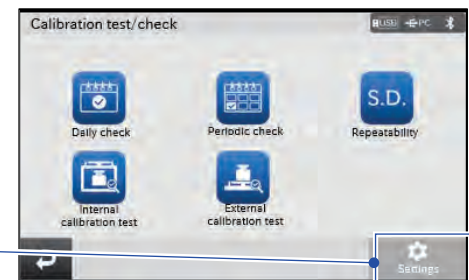 Calibration test/check
USB PC
S.D.
Daily check
Periodic check
Repeatability
Internal
calibration test
External
calibration test
Settings